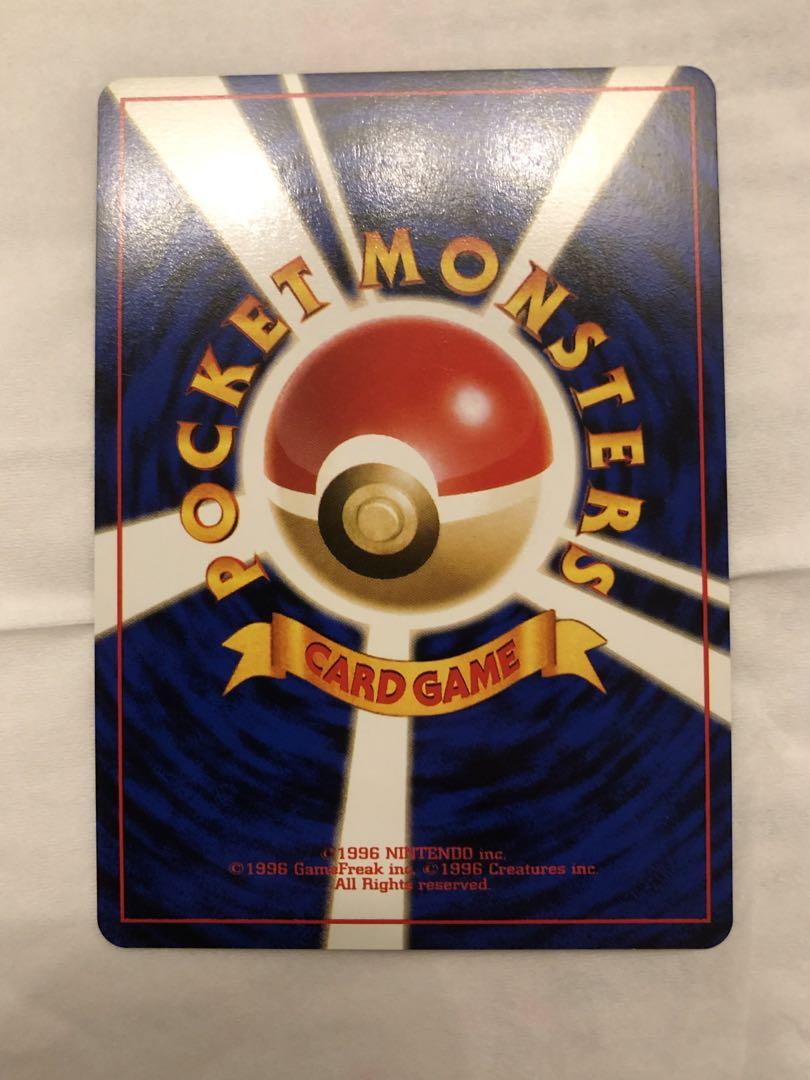 POCKET MONSTERS
CARD GAME
©1996 NINTENDO inc.
©1996 GameFreak inc. ©1996 Creatures inc.
All Rights reserved.